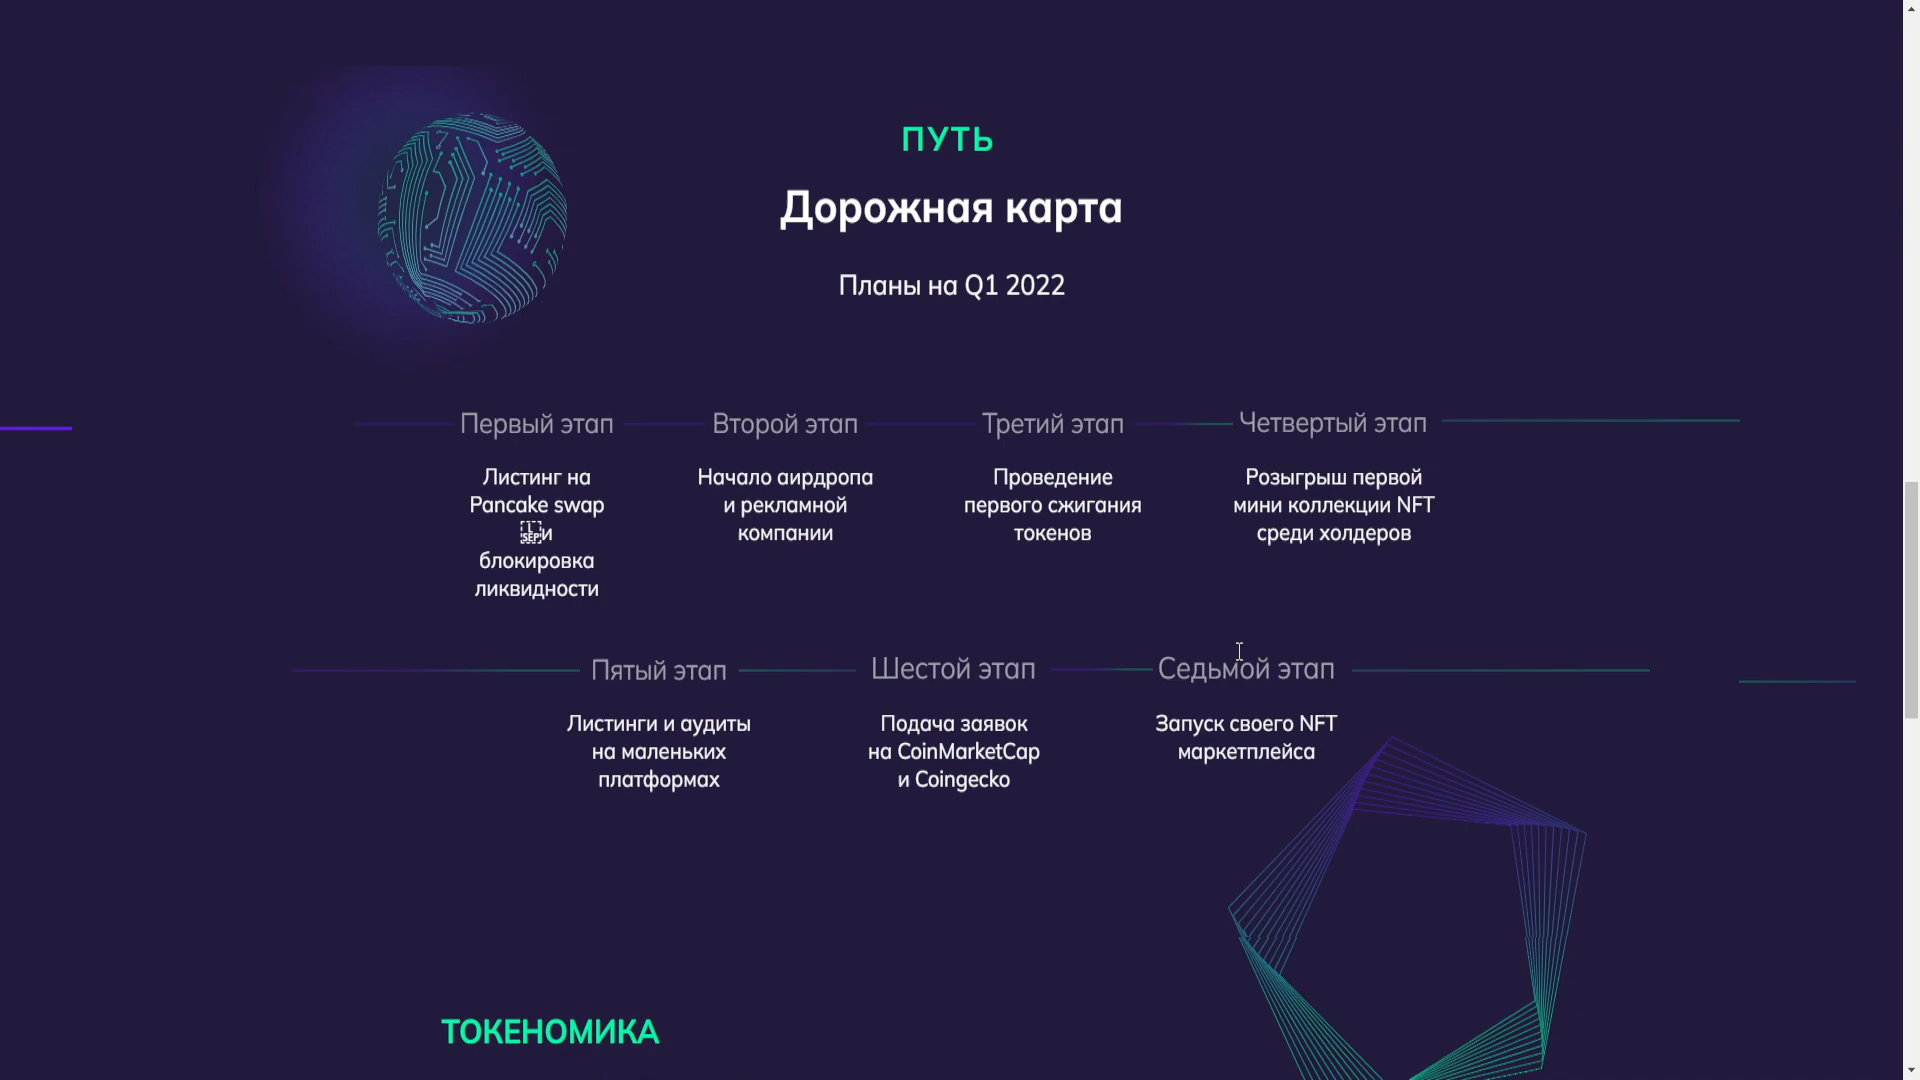 ПУТЬ
Дорожная карта
Планы на Q1 2022
Первый этап
Листинг на
Pancake swap
и
блокировка
ликвидности
Второй этап
Начало аирдропа
и рекламной
компании
Третий этап
Проведение
первого сжигания
токенов
Четвертый этап
Розыгрыш первой
мини коллекции NFT
среди холдеров
Пятый этап
Листинги и аудиты
на маленьких
платформах
Шестой этап
Подача заявок
на CoinMarketCap
и Coingecko
Седьмой этап
Запуск своего NFT
маркетплейса
ТОКЕНОМИКА